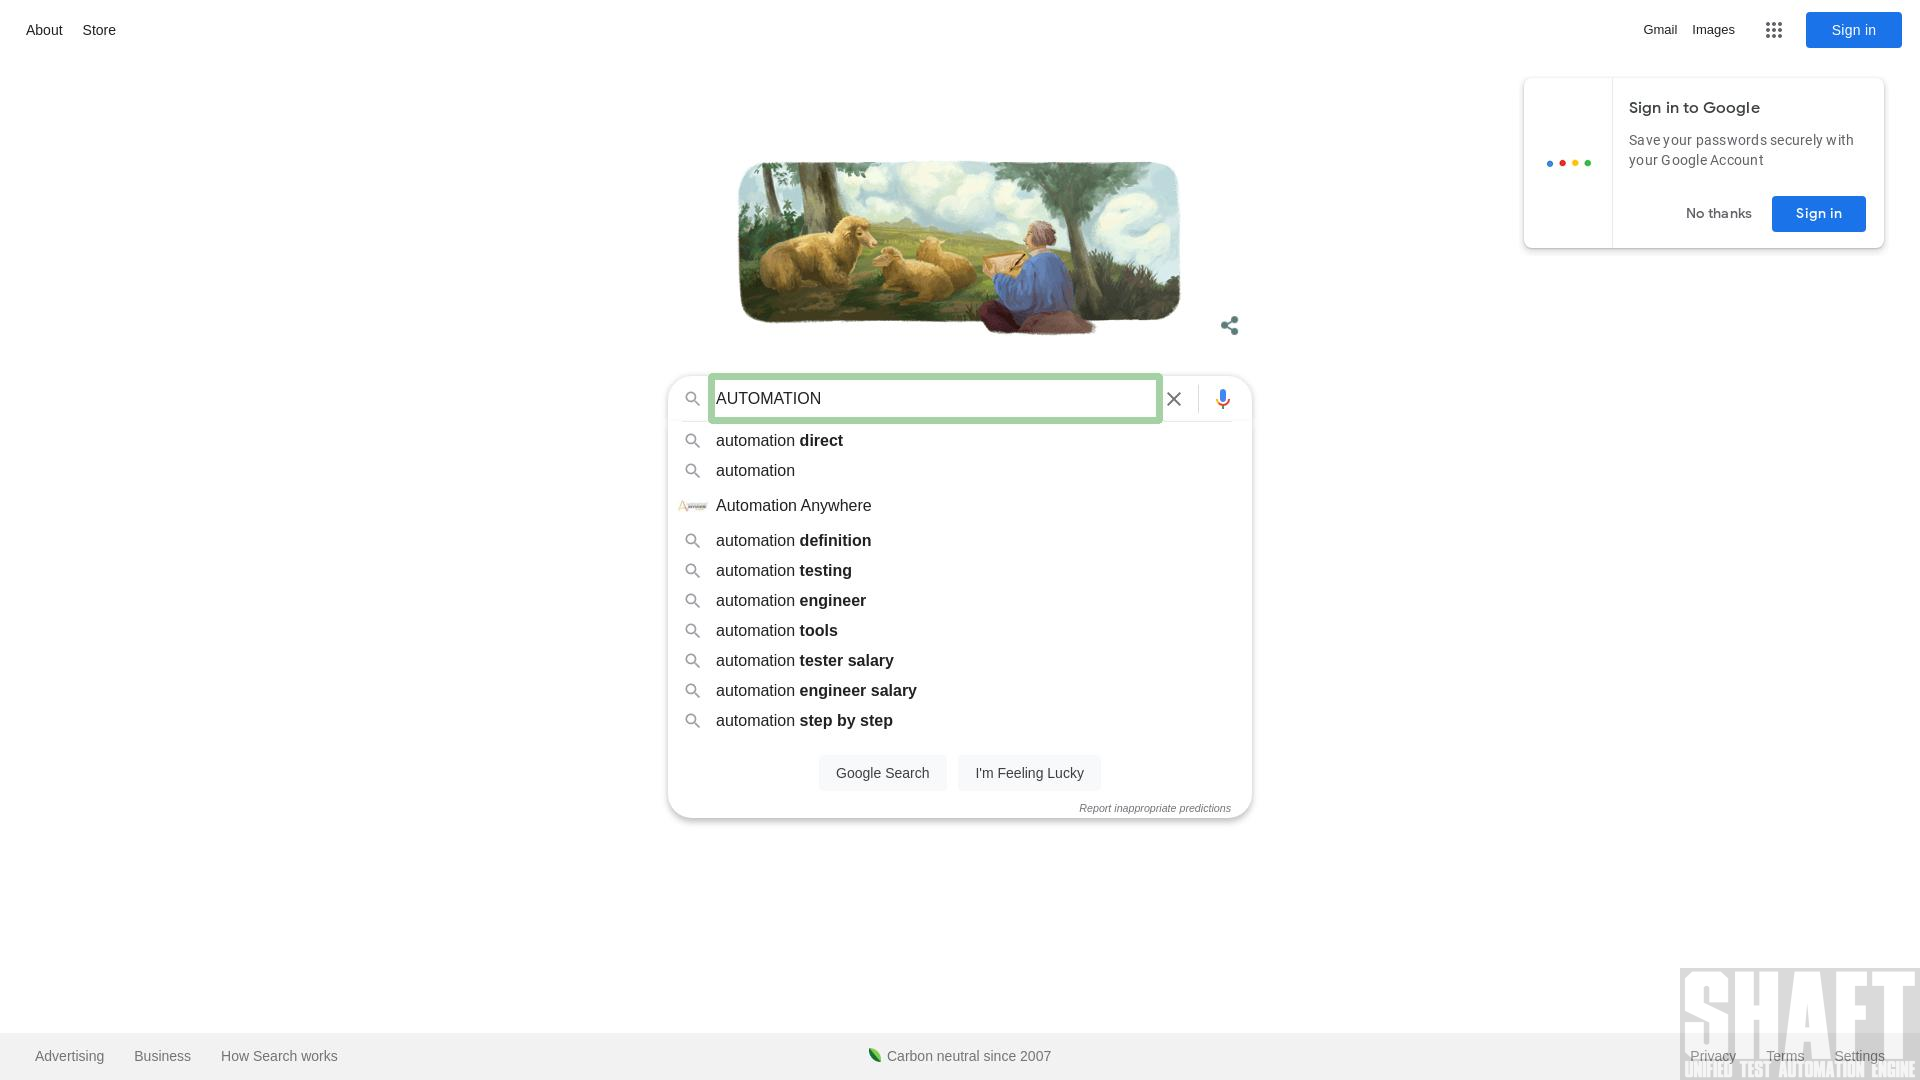 About Store
Gmail Images Sign in
Sign in to Google
Save your passwords securely with
your Google Account
No thanks Sign in
AUTOMATION
automation direct
automation
Automation Anywhere
automation definition
automation testing
automation engineer
automation tools
automation tester salary
automation engineer salary
automation step by step
Google Search I'm Feeling Lucky
Report inappropriate predictions
SHAFT
Advertising Business How Search works Carbon neutral since 2007 Privacy Terms Settings
UNIFIED TEST AUTOMATION ENGINE